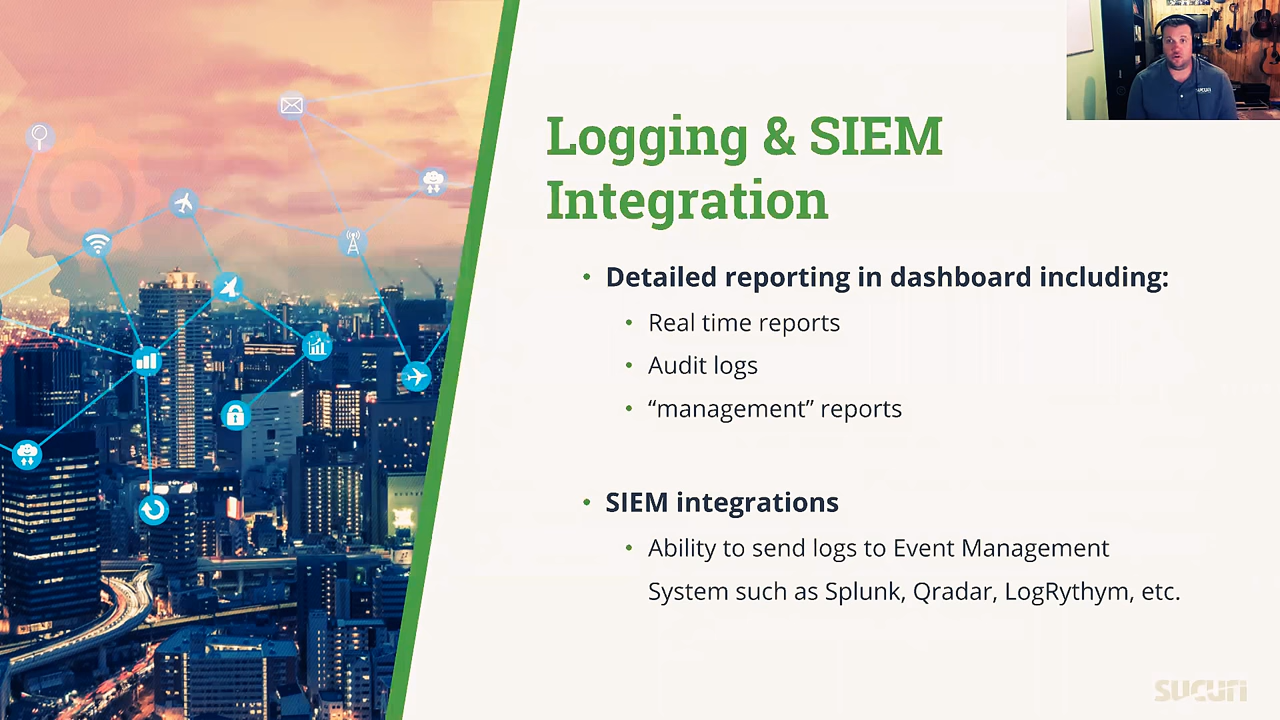 Logging & SIEM
Integration
• Detailed reporting in dashboard including:
• Real time reports
• Audit logs
• “management” reports
• SIEM integrations
• Ability to send logs to Event Management
System such as Splunk, Qradar, LogRythym, etc.
sucuri
sucuri